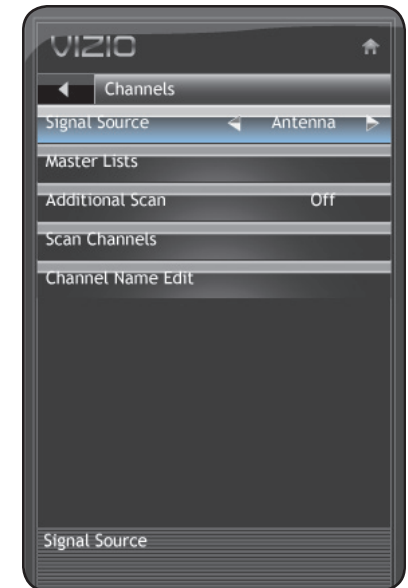 VIZIO
Channels
Signal Source Antenna
Master Lists
Additional Scan Off
Scan Channels
Channel Name Edit
Signal Source